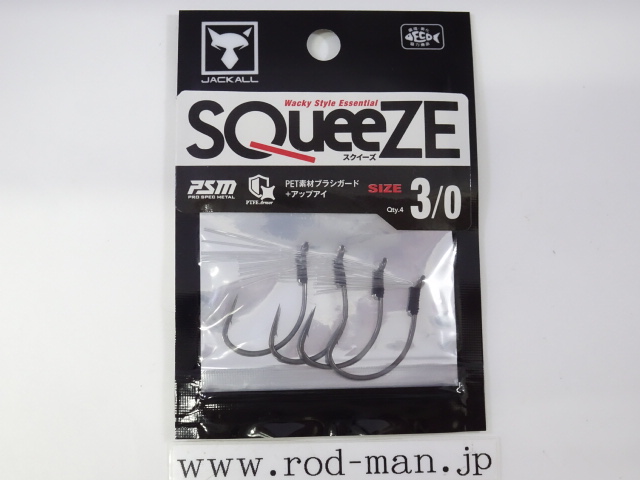 JACKALL
Wacky Style Essential
SQueeZE
スクイーズ
PSM
PRO SPEC METAL
PTFE
PET素材ブラシガード
+アップアイ
SIZE
Qty.4
3/0
www.rod-man.jp